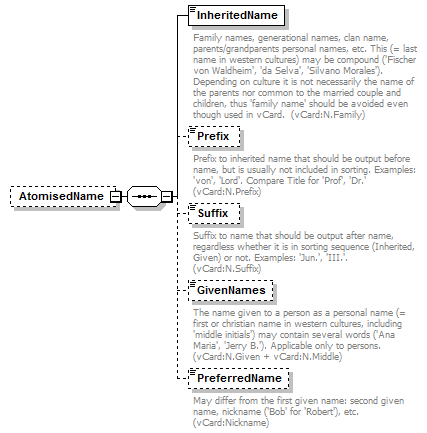 InheritedName
Family names, generational names, clan name,
parents/grandparents personal names, etc. This (= last
name in western cultures) may be compound ('Fischer
von Waldheim', 'da Selva', 'Silvano Morales').
Depending on culture it is not necessarily the name of
the parents nor common to the married couple and
children, thus 'family name' should be avoided even
though used in vCard.  (vCard:N.Family)
Prefix
Prefix to inherited name that should be output before
name, but is usually not included in sorting. Examples:
'von', 'Lord'. Compare Title for 'Prof', 'Dr.'
(vCard:N.Prefix)
AtomisedName
Suffix
Suffix to name that should be output after name,
regardless whether it is in sorting sequence (Inherited,
Given) or not. Examples: 'Jun.', 'III.'.
(vCard:N.Suffix)
GivenNames
The name given to a person as a personal name (=
first or christian name in western cultures, including
'middle initials') may contain several words ('Ana
Maria', 'Jerry B.'). Applicable only to persons.
(vCard:N.Given + vCard:N.Middle)
PreferredName
May differ from the first given name: second given
name, nickname ('Bob' for 'Robert'), etc.
(vCard:Nickname)